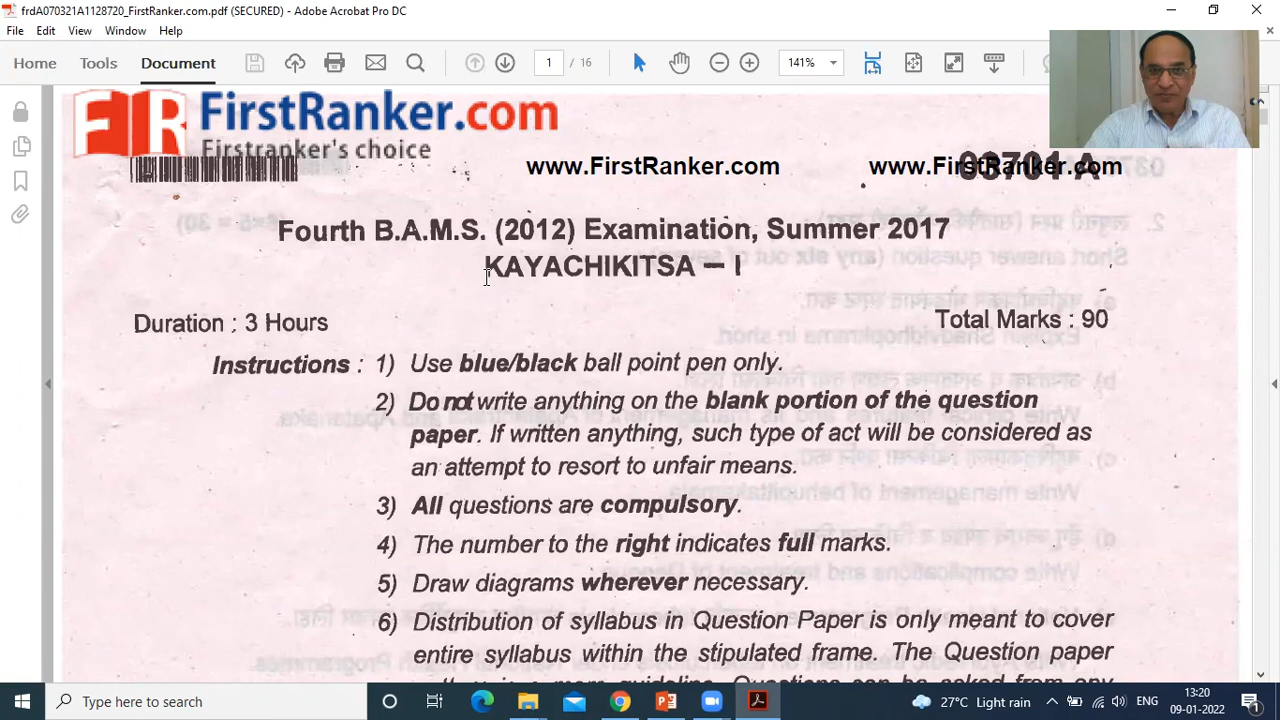 frdA070321A1128720_FirstRanker.com.pdf (SECURED) - Adobe Acrobat Pro DC
File Edit View Window Help
Home Tools Document 1 / 16 141%
FirstRanker.com
Firstranker's choice
www.FirstRanker.com www.FirstRanker.com
Fourth B.A.M.S. (2012) Examination, Summer 2017
KAYACHIKITSA – I
Duration : 3 Hours Total Marks : 90
Instructions : 1) Use blue/black ball point pen only.
2) Do not write anything on the blank portion of the question
paper. If written anything, such type of act will be considered as
an attempt to resort to unfair means.
3) All questions are compulsory.
4) The number to the right indicates full marks.
5) Draw diagrams wherever necessary.
6) Distribution of syllabus in Question Paper is only meant to cover
entire syllabus within the stipulated frame. The Question paper
Type here to search 27°C Light rain ENG 13:20
09-01-2022